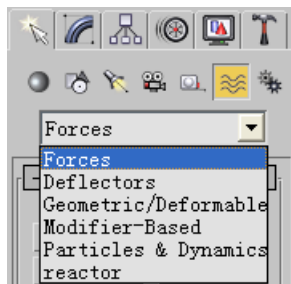 Forces
Forces
Deflectors
Geometric/Deformable
Modifier-Based
Particles & Dynamics
reactor